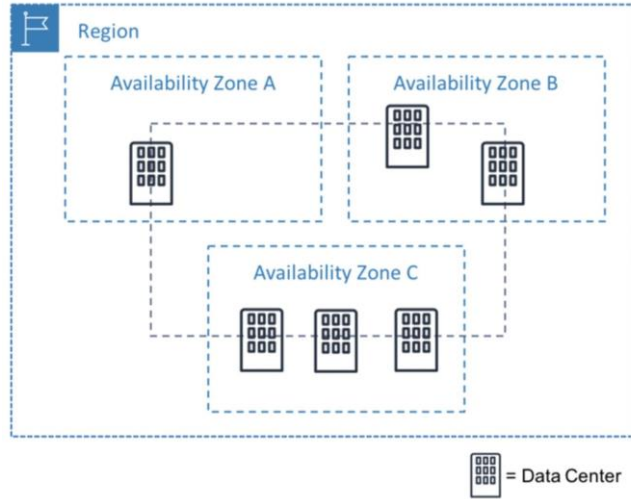 Region
Availability Zone A
Availability Zone B
Availability Zone C
= Data Center